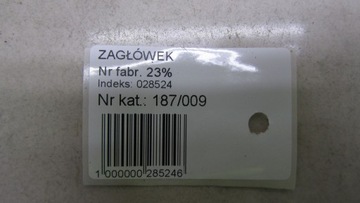 ZAGŁÓWEK
Nr fabr. 23%
Indeks: 028524
Nr kat.: 187/009
1 000000 285246